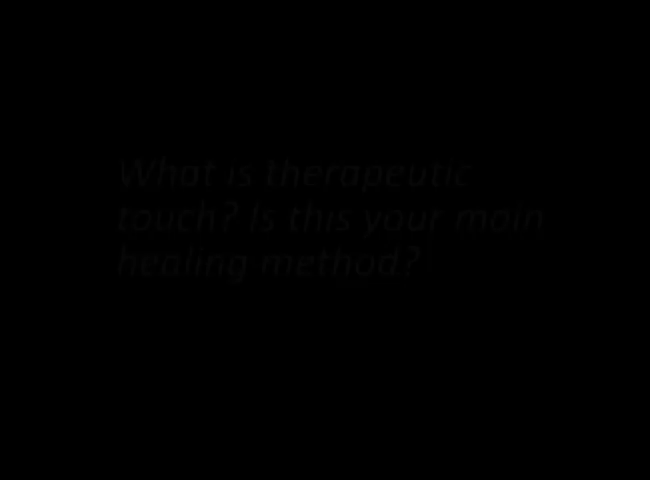 What is therapeutic
touch? Is this your main
healing method?